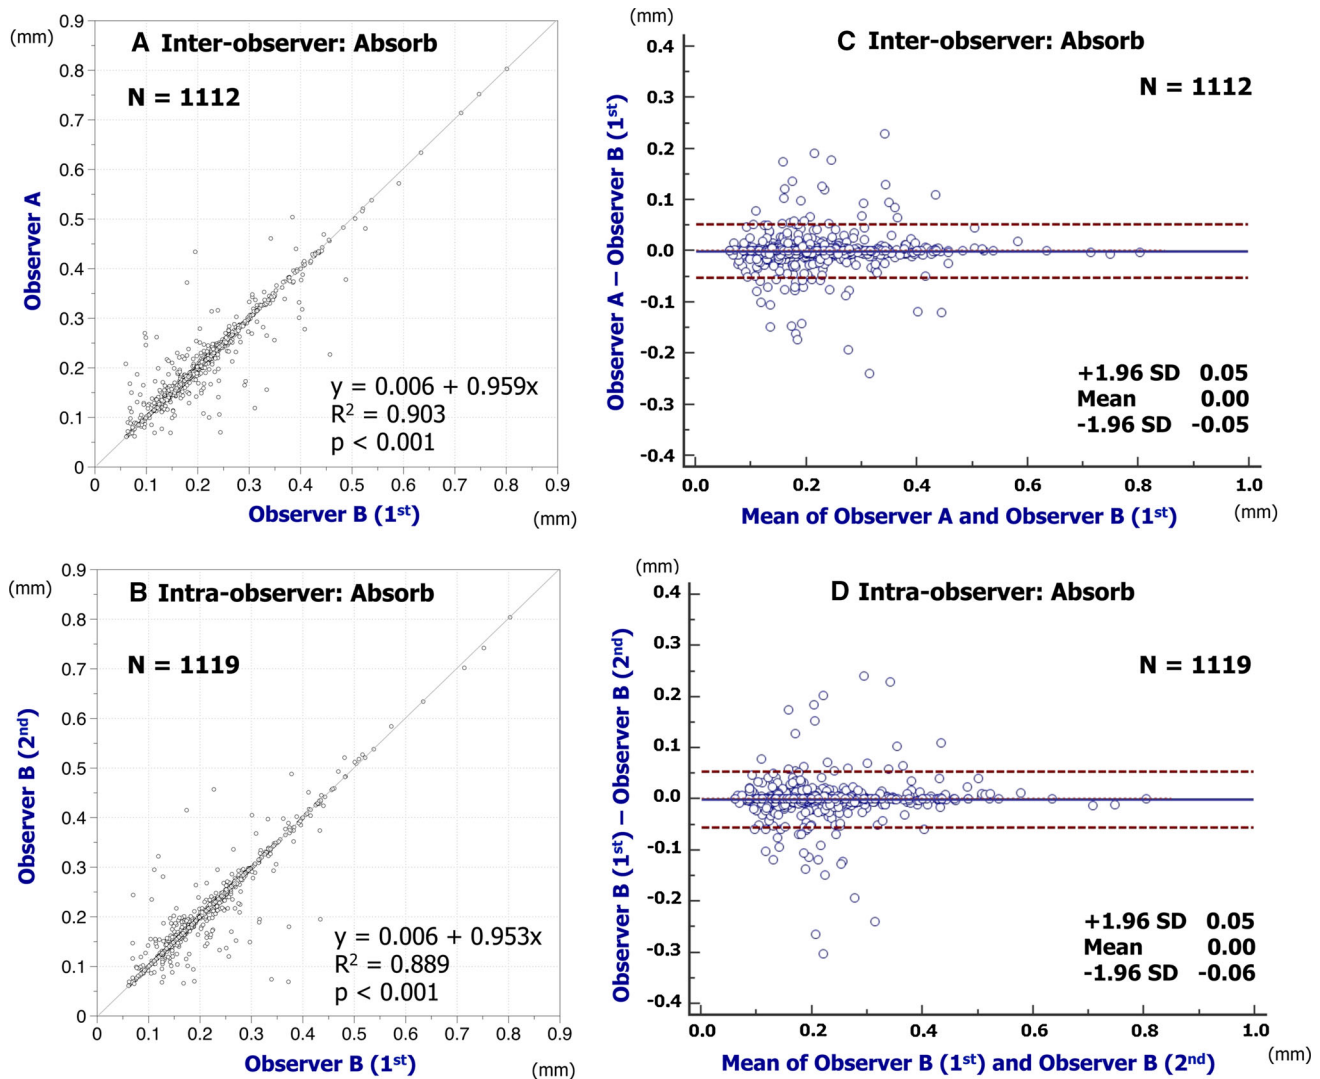 (mm)
A Inter-observer: Absorb
N = 1112
0.9
0.8
0.7
0.6
0.5
0.4
0.3
0.2
0.1
0
Observer A
y = 0.006 + 0.959x
R² = 0.903
p < 0.001
0 0.1 0.2 0.3 0.4 0.5 0.6 0.7 0.8 0.9
Observer B (1st)
(mm)
(mm)
C Inter-observer: Absorb
N = 1112
0.4
0.3
0.2
0.1
0.0
-0.1
-0.2
-0.3
-0.4
Observer A – Observer B (1st)
+1.96 SD 0.05
Mean 0.00
-1.96 SD -0.05
0.0 0.2 0.4 0.6 0.8 1.0
Mean of Observer A and Observer B (1st)
(mm)
(mm)
B Intra-observer: Absorb
N = 1119
0.9
0.8
0.7
0.6
0.5
0.4
0.3
0.2
0.1
0
Observer B (2nd)
y = 0.006 + 0.953x
R² = 0.889
p < 0.001
0 0.1 0.2 0.3 0.4 0.5 0.6 0.7 0.8 0.9
Observer B (1st)
(mm)
(mm)
D Intra-observer: Absorb
N = 1119
0.4
0.3
0.2
0.1
0.0
-0.1
-0.2
-0.3
-0.4
Observer B (1st) – Observer B (2nd)
+1.96 SD 0.05
Mean 0.00
-1.96 SD -0.06
0.0 0.2 0.4 0.6 0.8 1.0
Mean of Observer B (1st) and Observer B (2nd)
(mm)